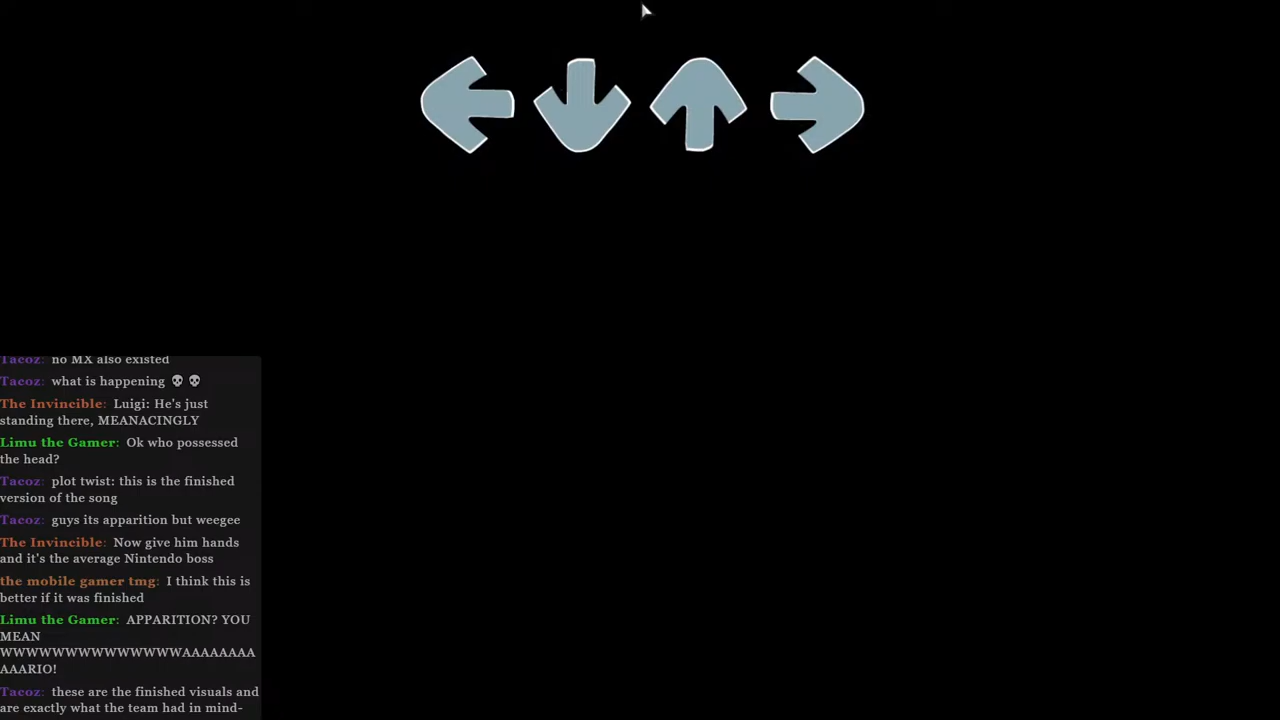 Tacoz: no MX also existed
Tacoz: what is happening 💀 💀
The Invincible: Luigi: He's just
standing there, MEANACINGLY
Limu the Gamer: Ok who possessed
the head?
Tacoz: plot twist: this is the finished
version of the song
Tacoz: guys its apparition but weegee
The Invincible: Now give him hands
and it's the average Nintendo boss
the mobile gamer tmg: I think this is
better if it was finished
Limu the Gamer: APPARITION? YOU
MEAN
WWWWWWWWWWWWWWAAAAAAAA
AAARIO!
Tacoz: these are the finished visuals and
are exactly what the team had in mind-